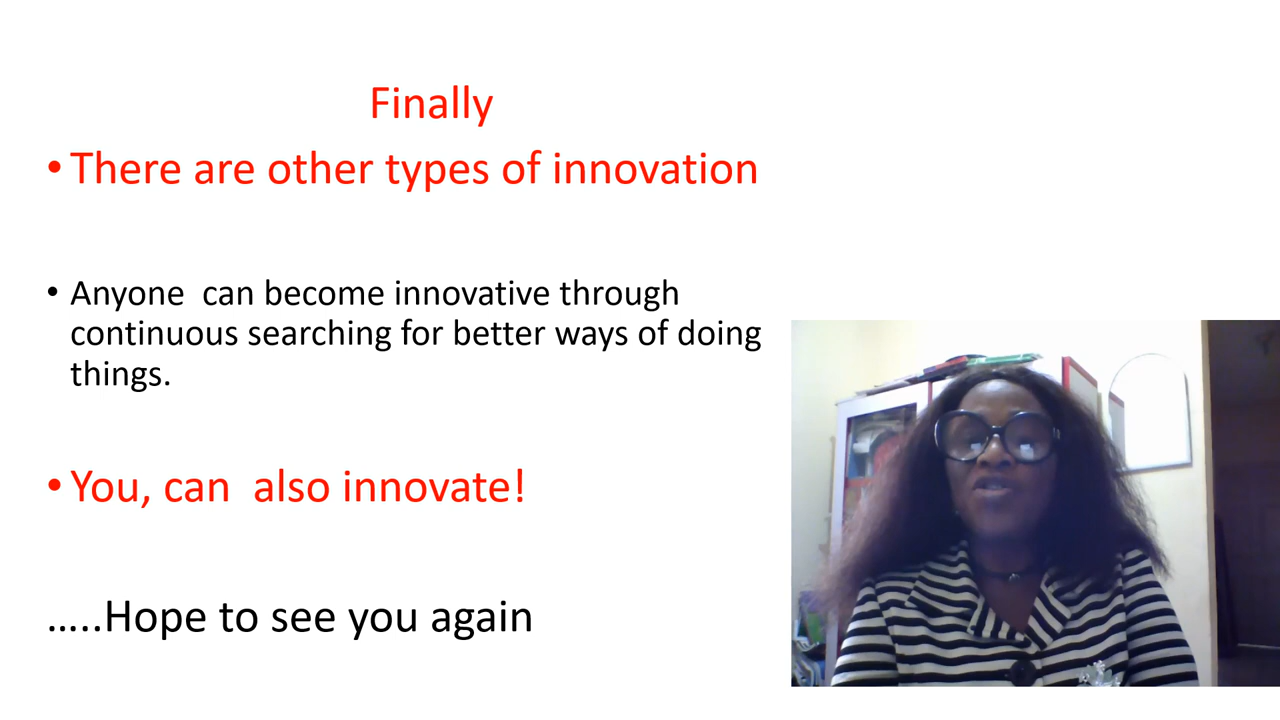 Finally
• There are other types of innovation
• Anyone  can become innovative through
continuous searching for better ways of doing
things.
• You, can  also innovate!
…..Hope to see you again